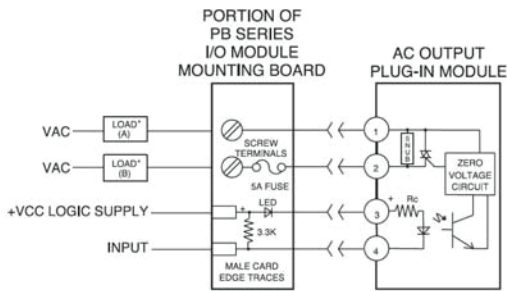 PORTION OF
PB SERIES
I/O MODULE
MOUNTING BOARD
AC OUTPUT
PLUG-IN MODULE
VAC
LOAD*
(A)
SCREW
TERMINALS
1
VAC
LOAD*
(B)
5A FUSE
2
SNUB
ZERO
VOLTAGE
CIRCUIT
+VCC LOGIC SUPPLY
+
LED
3
+
Rc
3.3K
INPUT
4
MALE CARD
EDGE TRACES